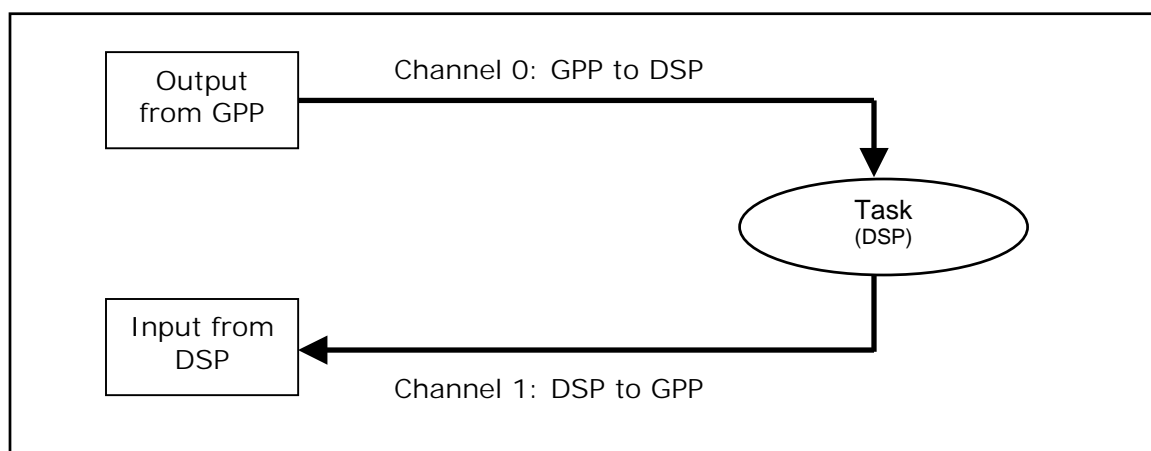 Output
from GPP
Channel 0: GPP to DSP
Task
(DSP)
Input from
DSP
Channel 1: DSP to GPP